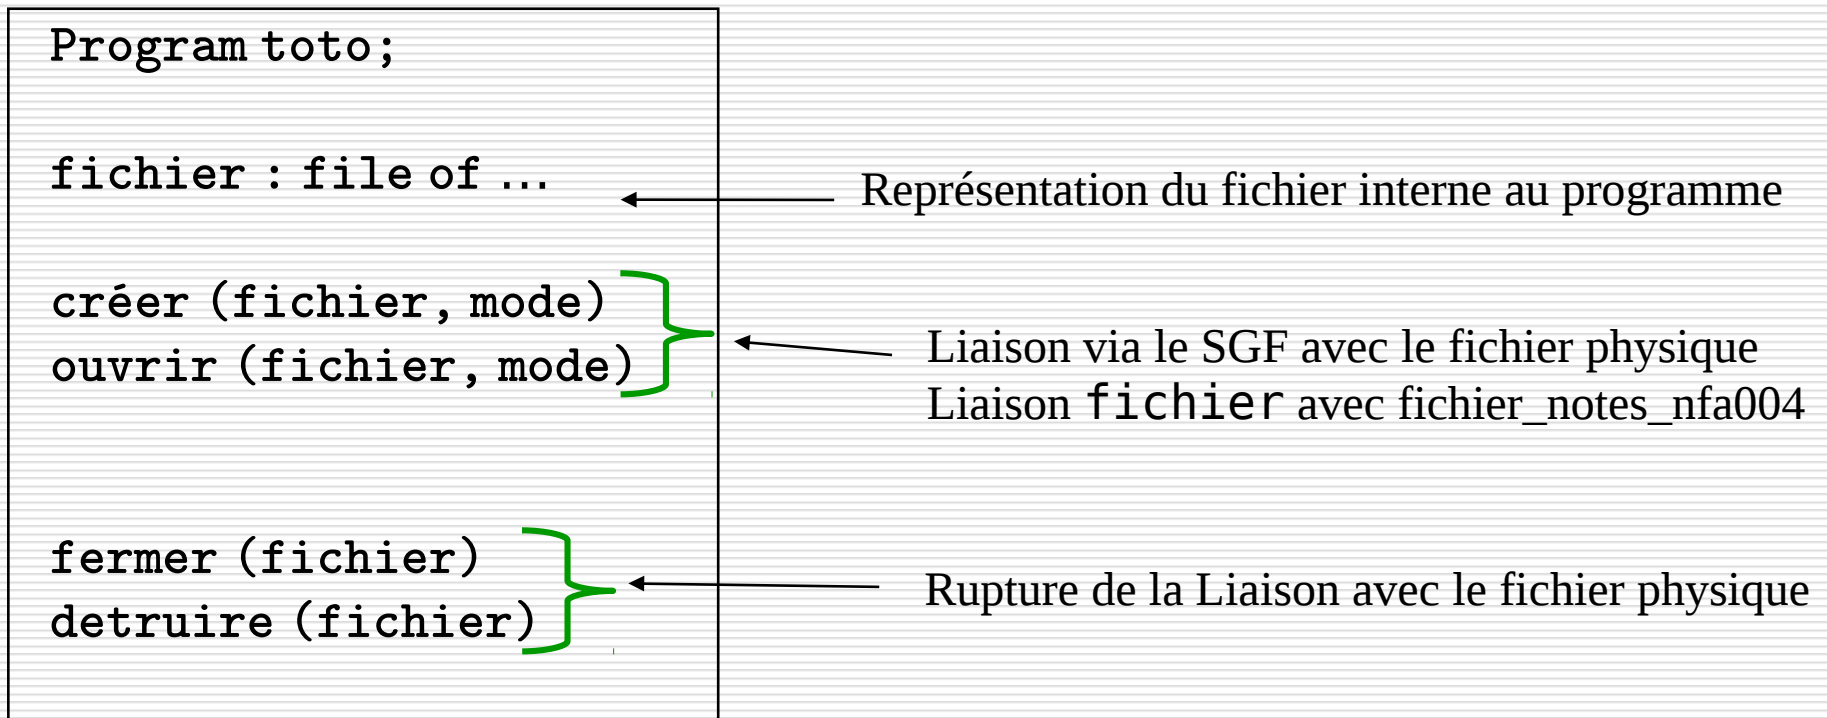 Program toto;
fichier : file of ...
Représentation du fichier interne au programme
créer (fichier, mode)
ouvrir (fichier, mode)
Liaison via le SGF avec le fichier physique
Liaison fichier avec fichier_notes_nfa004
fermer (fichier)
detruire (fichier)
Rupture de la Liaison avec le fichier physique